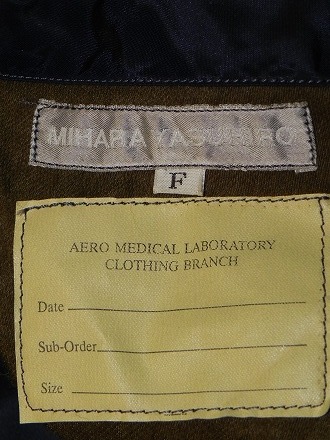 MIHARA YASUHIRO
F
AERO MEDICAL LABORATORY
CLOTHING BRANCH
Date
Sub-Order
Size